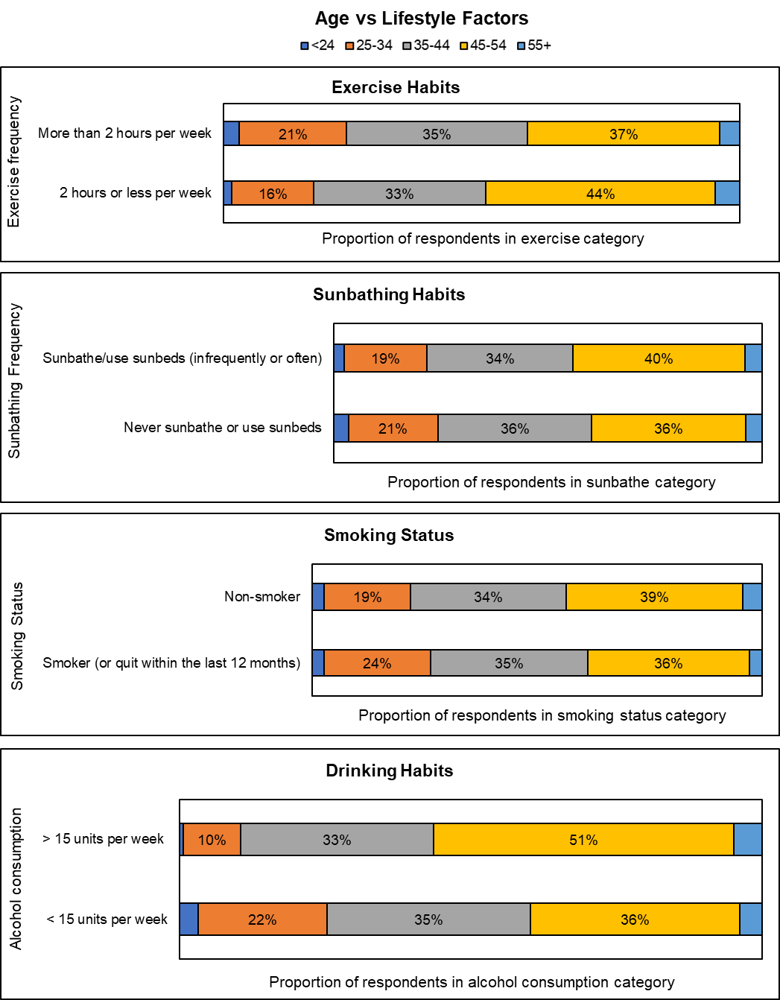 Age vs Lifestyle Factors
<24 25-34 35-44 45-54 55+
Exercise Habits
Exercise frequency
More than 2 hours per week 21% 35% 37%
2 hours or less per week 16% 33% 44%
Proportion of respondents in exercise category
Sunbathing Habits
Sunbathing Frequency
Sunbathe/use sunbeds (infrequently or often) 19% 34% 40%
Never sunbathe or use sunbeds 21% 36% 36%
Proportion of respondents in sunbathe category
Smoking Status
Smoking Status
Non-smoker 19% 34% 39%
Smoker (or quit within the last 12 months) 24% 35% 36%
Proportion of respondents in smoking status category
Drinking Habits
Alcohol consumption
> 15 units per week 10% 33% 51%
< 15 units per week 22% 35% 36%
Proportion of respondents in alcohol consumption category